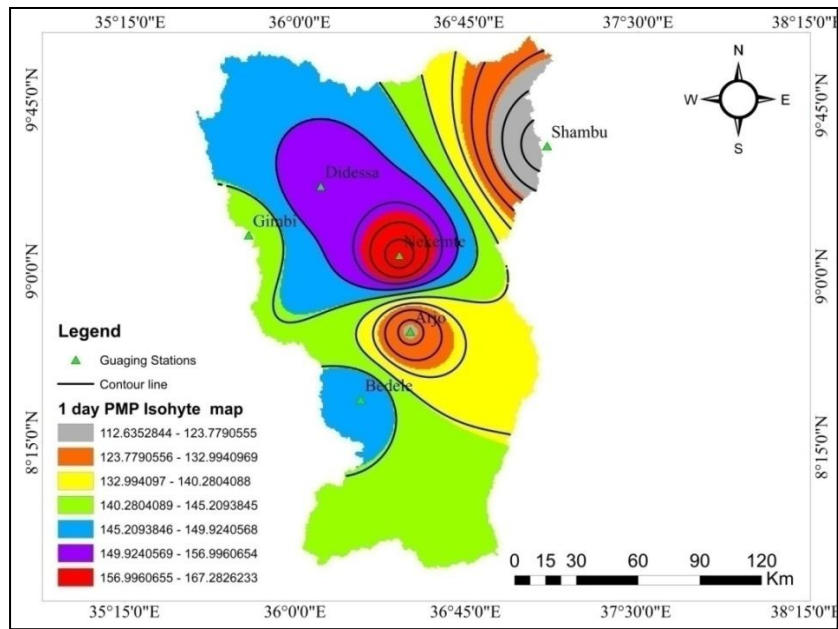 35°15'0"E 36°0'0"E 36°45'0"E 37°30'0"E 38°15'0"E
N
W E
S
9°45'0"N 9°45'0"N
Shambu
Didessa
Gimbi
Nekemte
9°0'0"N 9°0'0"N
Arjo
Legend
Guaging Stations
Contour line
Bedele
1 day PMP Isohyte map
112.6352844 - 123.7790555
8°15'0"N 8°15'0"N
123.7790556 - 132.9940969
132.994097 - 140.2804088
140.2804089 - 145.2093845
145.2093846 - 149.9240568
149.9240569 - 156.9960654
156.9960655 - 167.2826233
0 15 30 60 90 120
Km
35°15'0"E 36°0'0"E 36°45'0"E 37°30'0"E 38°15'0"E